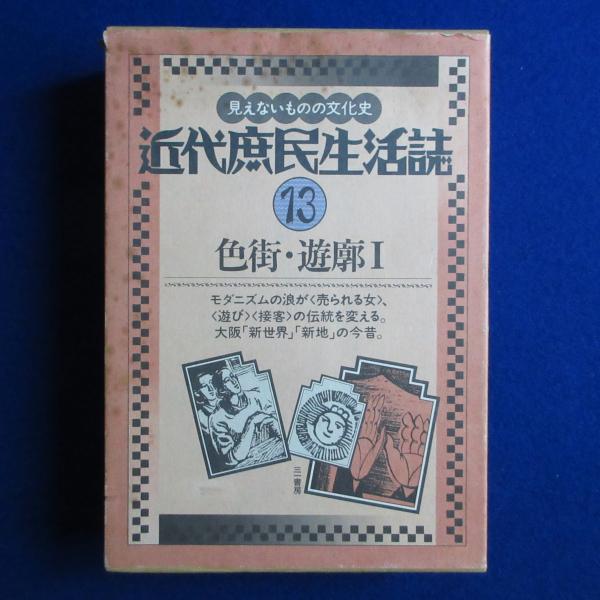 見えないものの文化史
近代庶民生活誌
13
色街・遊廓 I
モダニズムの浪が〈売られる女〉、
〈遊び〉〈接客〉の伝統を変える。
大阪「新世界」「新地」の今昔。
三一書房